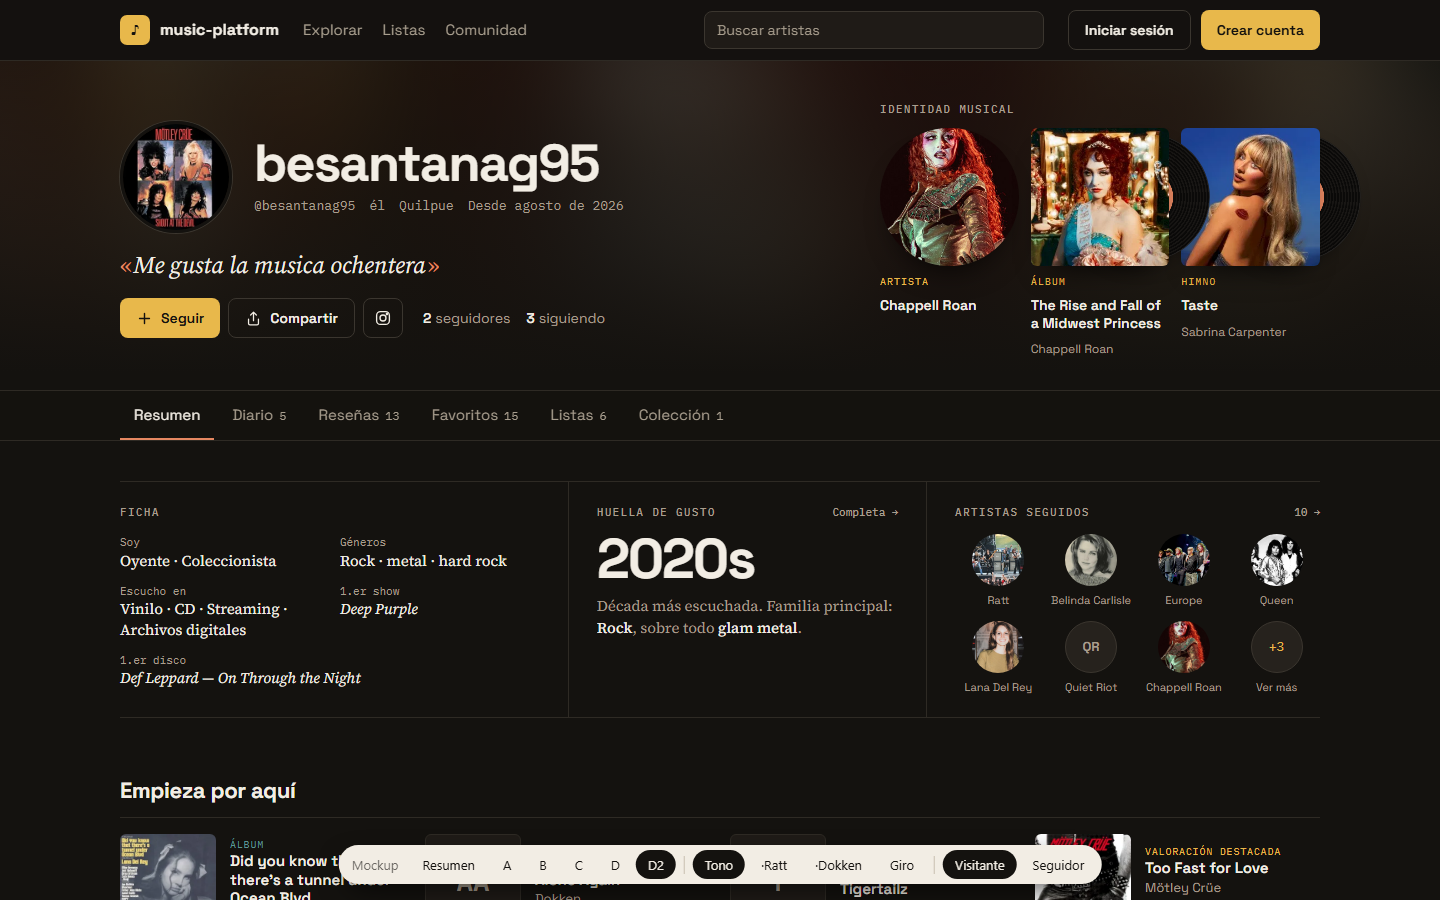 ♪ music-platform Explorar Listas Comunidad Buscar artistas Iniciar sesión Crear cuenta
IDENTIDAD MUSICAL
MÖTLEY CRÜE
SHOUT AT THE DEVIL
besantanag95
@besantanag95 él Quilpue Desde agosto de 2026
«Me gusta la musica ochentera»
+ Seguir Compartir 2 seguidores 3 siguiendo
ARTISTA
Chappell Roan
ÁLBUM
The Rise and Fall of
a Midwest Princess
Chappell Roan
HIMNO
Taste
Sabrina Carpenter
Resumen Diario 5 Reseñas 13 Favoritos 15 Listas 6 Colección 1
FICHA
Soy
Oyente · Coleccionista
Géneros
Rock · metal · hard rock
Escucho en
Vinilo · CD · Streaming ·
Archivos digitales
1.er show
Deep Purple
1.er disco
Def Leppard — On Through the Night
HUELLA DE GUSTO Completa →
2020s
Década más escuchada. Familia principal:
Rock, sobre todo glam metal.
ARTISTAS SEGUIDOS 10 →
Ratt Belinda Carlisle Europe Queen
QR +3
Lana Del Rey Quiet Riot Chappell Roan Ver más
Empieza por aquí
ÁLBUM
Did you know t
there's a tunnel under
Ocean Blvd
Dokken
Tigertailz
VALORACIÓN DESTACADA
Too Fast for Love
Mötley Crüe
Mockup Resumen A B C D D2 Tono ·Ratt ·Dokken Giro Visitante Seguidor